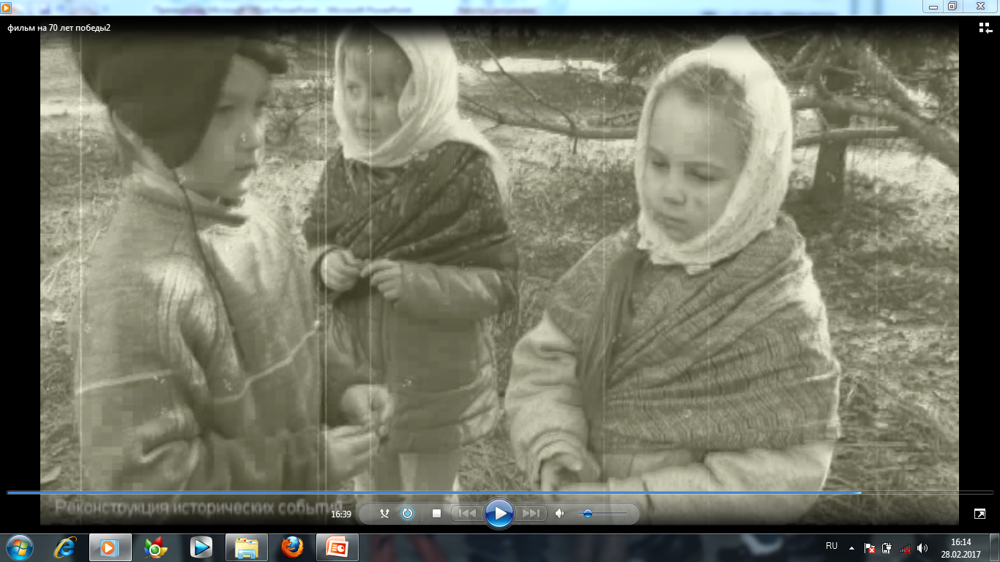 фильм на 70 лет победы2
Реконструкция исторических событий
16:39
RU
16:14
28.02.2017